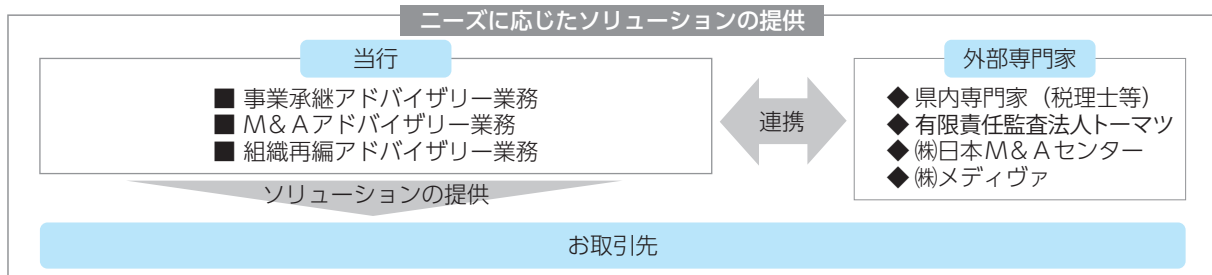 ニーズに応じたソリューションの提供
当行
■ 事業承継アドバイザリー業務
■ M&Aアドバイザリー業務
■ 組織再編アドバイザリー業務
連携
外部専門家
◆ 県内専門家（税理士等）
◆ 有限責任監査法人トーマツ
◆ ㈱日本M&Aセンター
◆ ㈱メディヴァ
ソリューションの提供
お取引先